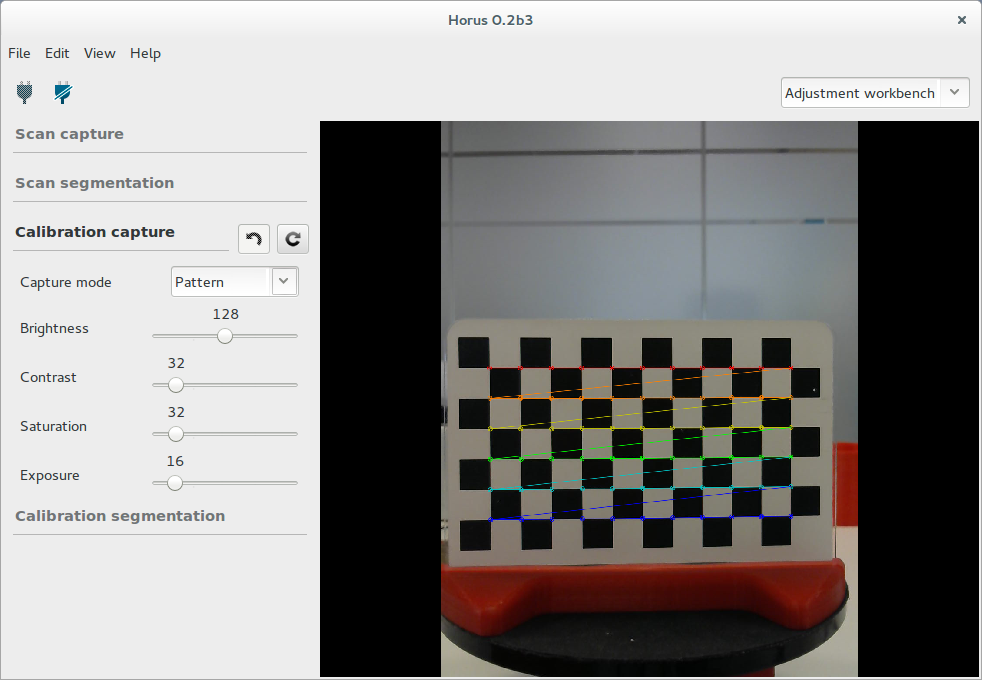 Horus 0.2b3
File Edit View Help
Adjustment workbench
Scan capture
Scan segmentation
Calibration capture
Capture mode Pattern
128
Brightness
32
Contrast
32
Saturation
16
Exposure
Calibration segmentation